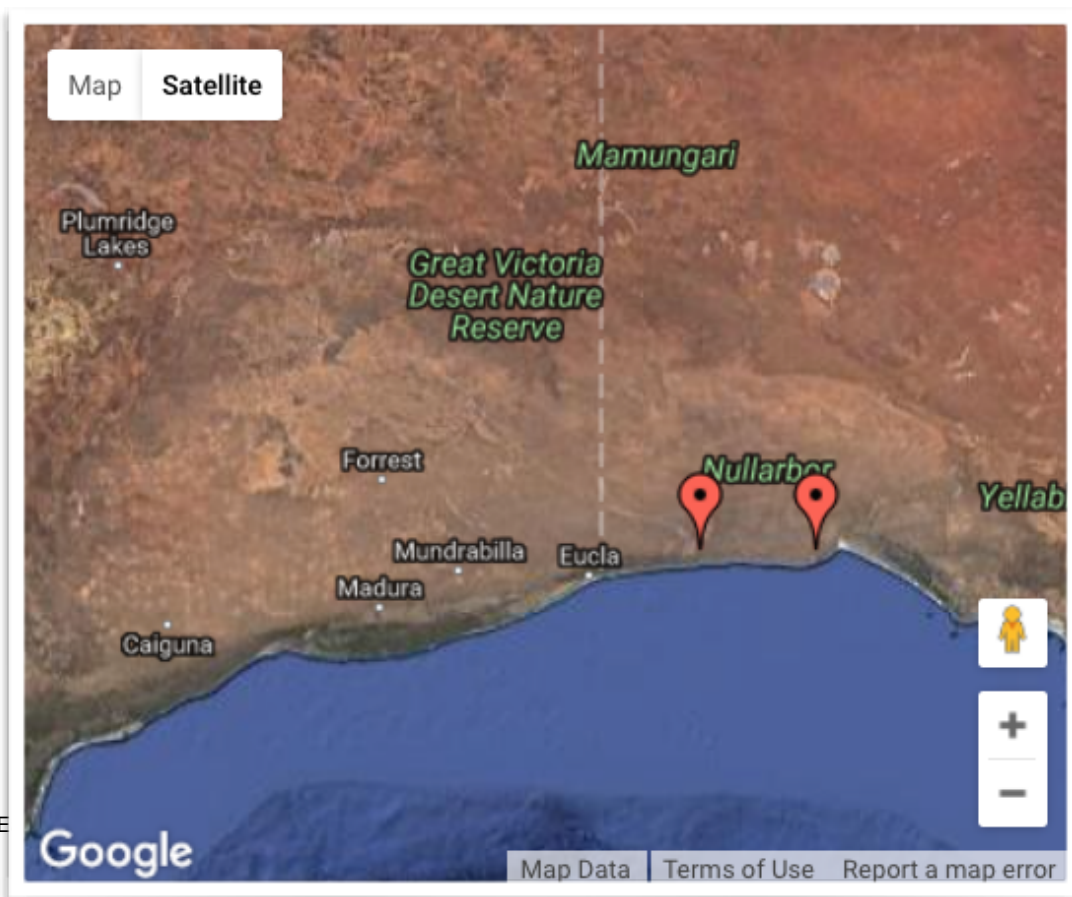 Map Satellite
Mamungari
Plumridge
Lakes
Great Victoria
Desert Nature
Reserve
Forrest
Nullarbor
Yellab
Mundrabilla
Eucla
Madura
Caiguna
E
Google
Map Data Terms of Use Report a map error